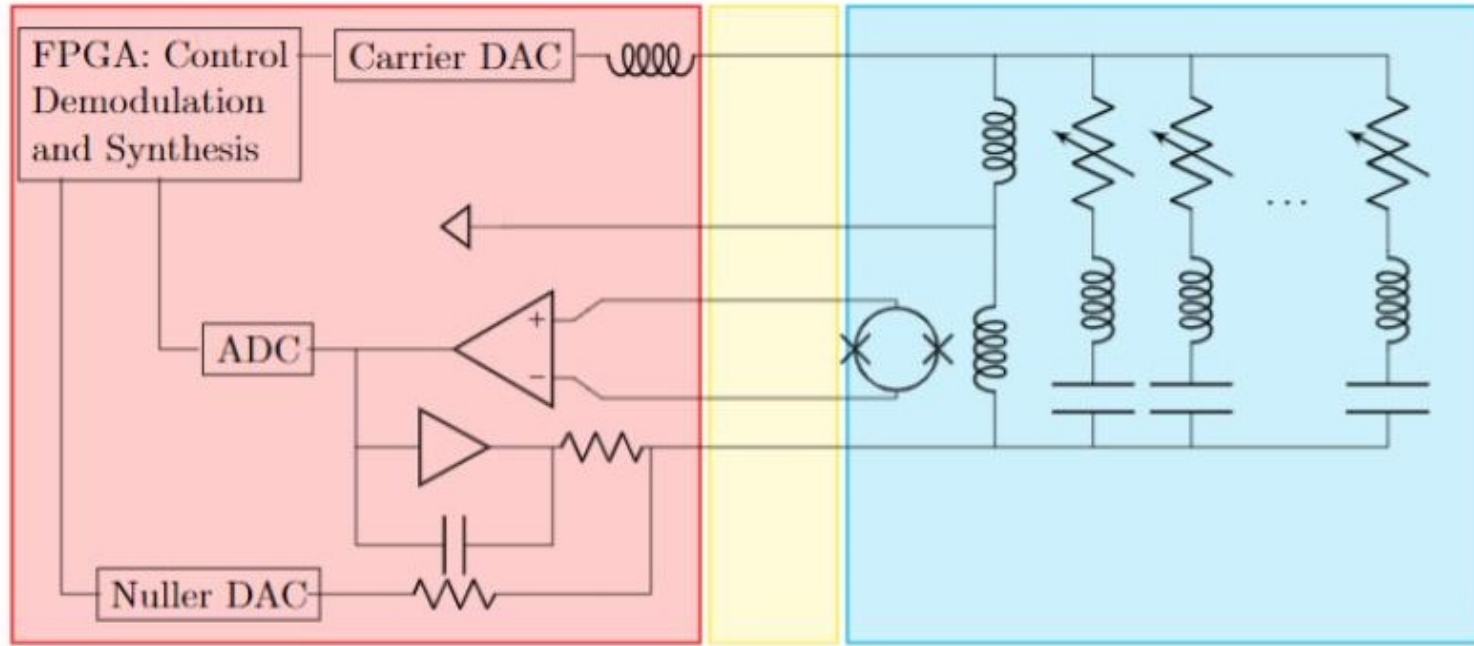 FPGA: Control
Demodulation
and Synthesis
Carrier DAC
+
ADC
−
...
Nuller DAC